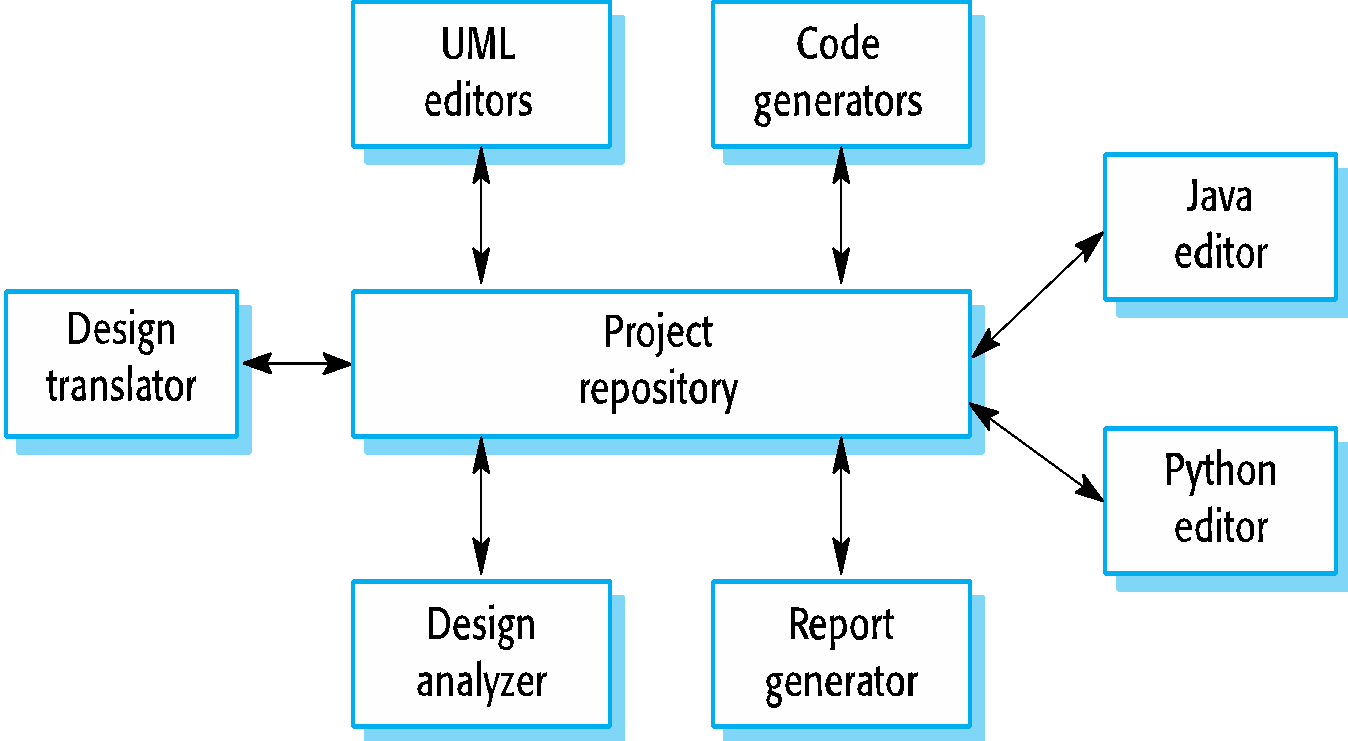 UML
editors
Code
generators
Java
editor
Design
translator
Project
repository
Python
editor
Design
analyzer
Report
generator